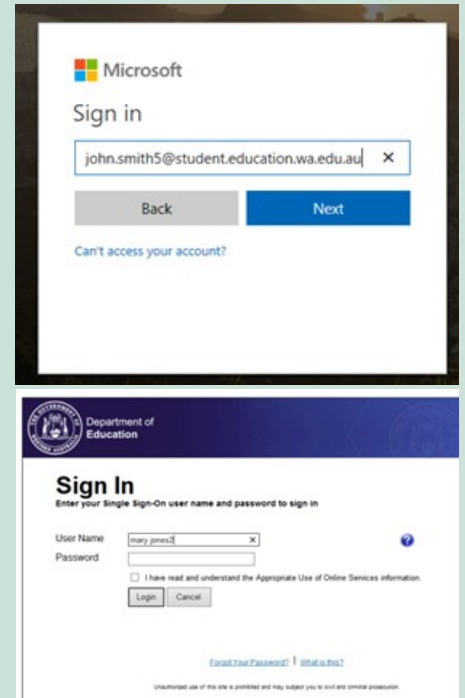 Microsoft
Sign in
john.smith5@student.education.wa.edu.au ×
Back Next
Can't access your account?
Department of
Education
Sign In
Enter your Single Sign-On user name and password to sign in
User Name mary.jones2 ×
Password
I have read and understand the Appropriate Use of Online Services information.
Login Cancel
Forgot Your Password? | What is this?
Unauthorized use of this site is prohibited and may subject you to civil and criminal prosecution.